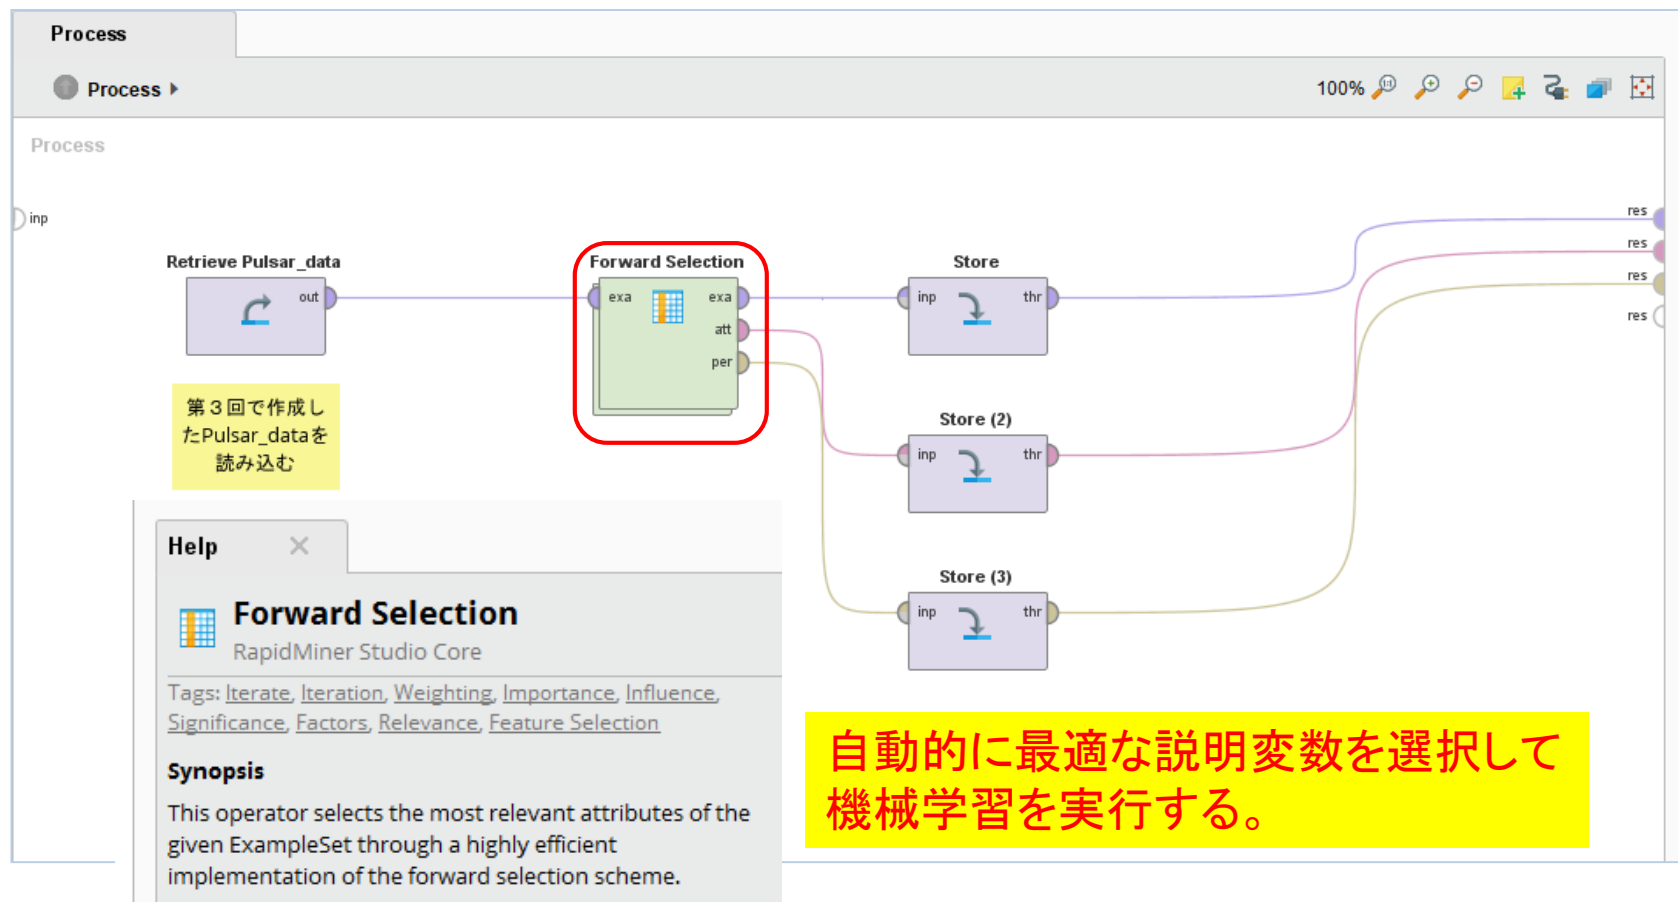 Process
Process
100%
Process
inp
res
res
res
res
Retrieve Pulsar_data
out
Forward Selection
exa
exa
att
per
Store
inp
thr
第３回で作成し
たPulsar_dataを
読み込む
Store (2)
inp
thr
Store (3)
inp
thr
Help
Forward Selection
RapidMiner Studio Core
Tags: Iterate, Iteration, Weighting, Importance, Influence,
Significance, Factors, Relevance, Feature Selection
Synopsis
This operator selects the most relevant attributes of the
given ExampleSet through a highly efficient
implementation of the forward selection scheme.
自動的に最適な説明変数を選択して
機械学習を実行する。